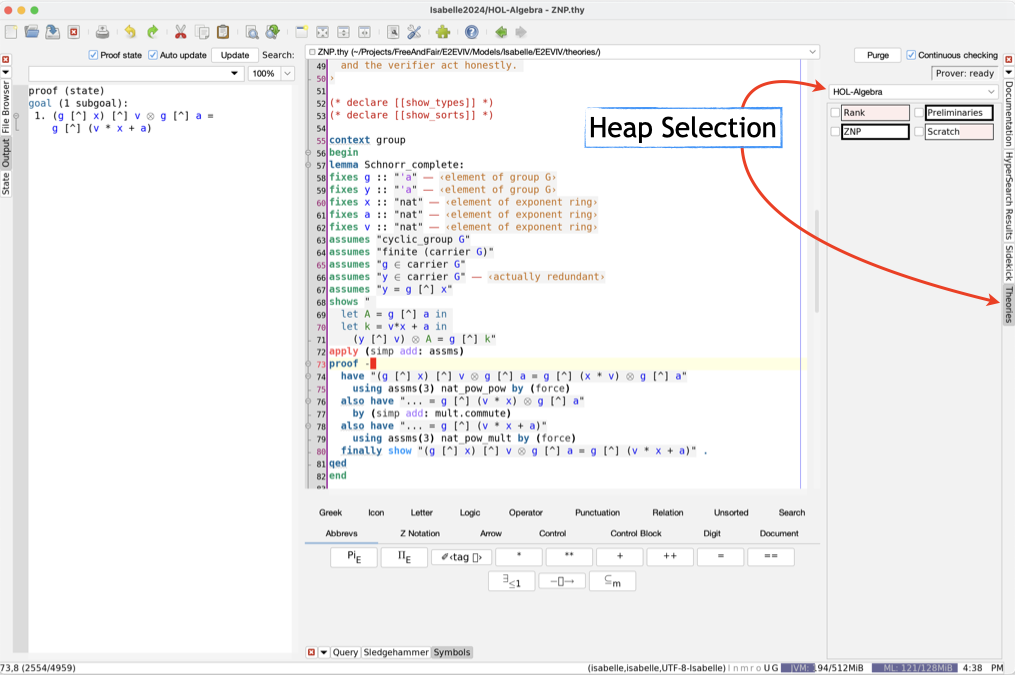 Isabelle2024/HOL-Algebra - ZNP.thy
Proof state
Auto update
Update
Search:
100%
proof (state)
goal (1 subgoal):
1. (g [^] x) [^] v ⊗ g [^] a =
g [^] (v * x + a)
File Browser
Output
State
ZNP.thy (~/Projects/FreeAndFair/E2EVIV/Models/Isabelle/E2EVIV/theories/)
49 and the verifier act honestly.
50 ›
51
52 (* declare [[show_types]] *)
53 (* declare [[show_sorts]] *)
54
55 context group
56 begin
57 lemma Schnorr_complete:
58 fixes g :: "'a" — ‹element of group G›
59 fixes y :: "'a" — ‹element of group G›
60 fixes x :: "nat" — ‹element of exponent ring›
61 fixes a :: "nat" — ‹element of exponent ring›
62 fixes v :: "nat" — ‹element of exponent ring›
63 assumes "cyclic_group G"
64 assumes "finite (carrier G)"
65 assumes "g ∈ carrier G"
66 assumes "y ∈ carrier G" — ‹actually redundant›
67 assumes "y = g [^] x"
68 shows "
69 let A = g [^] a in
70 let k = v*x + a in
71 (y [^] v) ⊗ A = g [^] k"
72 apply (simp add: assms)
73 proof -
74 have "(g [^] x) [^] v ⊗ g [^] a = g [^] (x * v) ⊗ g [^] a"
75 using assms(3) nat_pow_pow by (force)
76 also have "... = g [^] (v * x) ⊗ g [^] a"
77 by (simp add: mult.commute)
78 also have "... = g [^] (v * x + a)"
79 using assms(3) nat_pow_mult by (force)
80 finally show "(g [^] x) [^] v ⊗ g [^] a = g [^] (v * x + a)" .
81 qed
82 end
Heap Selection
Purge
Continuous checking
Prover: ready
HOL-Algebra
Rank
Preliminaries
ZNP
Scratch
Documentation
HyperSearch Results
Sidekick
Theories
Greek Icon Letter Logic Operator Punctuation Relation Unsorted Search
Abbrevs Z Notation Arrow Control Control Block Digit Document
Pi_E Π_E ‹tag []› * ** + ++ = ==
∃≤1 −[]→ ⊆m
Query Sledgehammer Symbols
73,8 (2554/4959)
(isabelle,isabelle,UTF-8-Isabelle) l n m r o U G JVM: 194/512MiB ML: 121/128MiB 4:38 PM